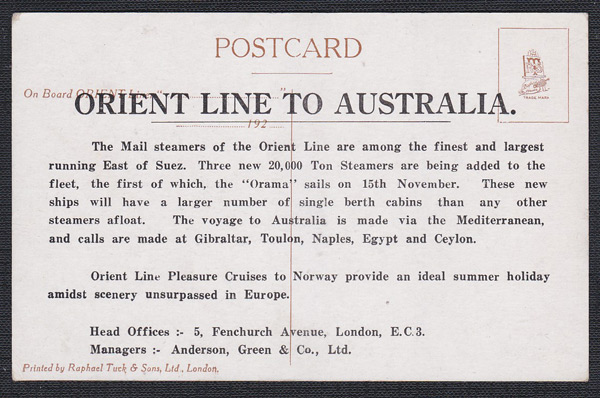 POSTCARD
On Board ORIENT Liner "                    "
ORIENT LINE TO AUSTRALIA.
192
The Mail steamers of the Orient Line are among the finest and largest
running East of Suez. Three new 20,000 Ton Steamers are being added to the
fleet, the first of which, the "Orama" sails on 15th November. These new
ships will have a larger number of single berth cabins than any other
steamers afloat. The voyage to Australia is made via the Mediterranean,
and calls are made at Gibraltar, Toulon, Naples, Egypt and Ceylon.
Orient Line Pleasure Cruises to Norway provide an ideal summer holiday
amidst scenery unsurpassed in Europe.
Head Offices :- 5, Fenchurch Avenue, London, E.C.3.
Managers :- Anderson, Green & Co., Ltd.
Printed by Raphael Tuck & Sons, Ltd., London.
TRADE MARK